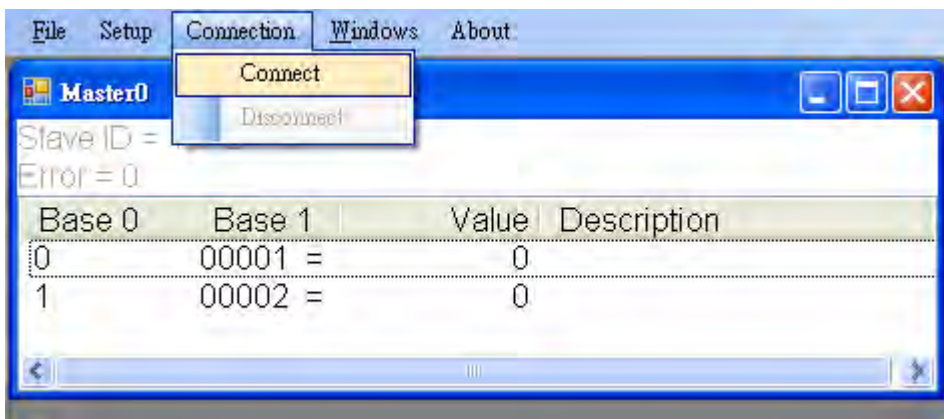 File Setup Connection Windows About
Connect
Master0
Disconnect
Slave ID =
Error = 0
Base 0 Base 1 Value Description
0 00001 = 0
1 00002 = 0